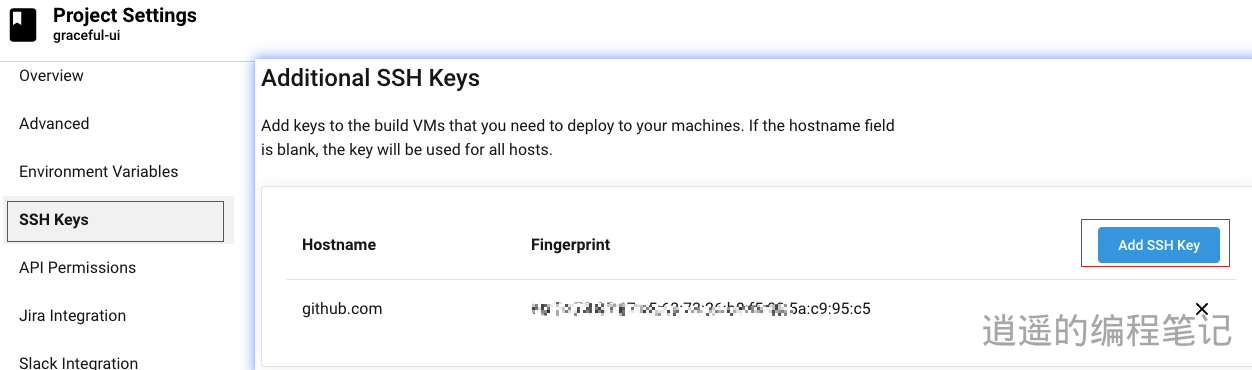 Project Settings
graceful-ui
Overview
Advanced
Environment Variables
SSH Keys
API Permissions
Jira Integration
Slack Integration
Additional SSH Keys
Add keys to the build VMs that you need to deploy to your machines. If the hostname field
is blank, the key will be used for all hosts.
Hostname
Fingerprint
Add SSH Key
github.com
5a:c9:95:c5
逍遥的编程笔记